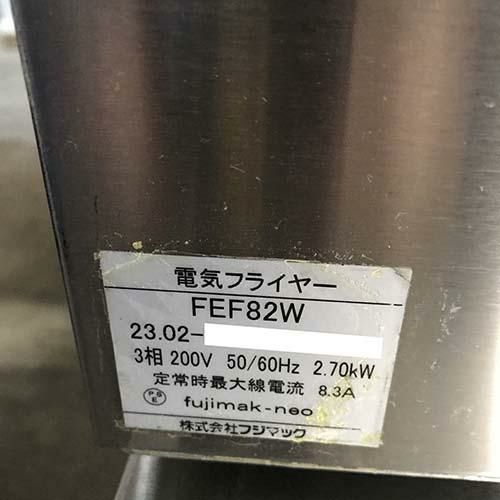 電気フライヤー
FEF82W
23.02-
3相 200V 50/60Hz 2.70kW
定常時最大線電流 8.3A
PSE fujimak-neo
株式会社フジマック